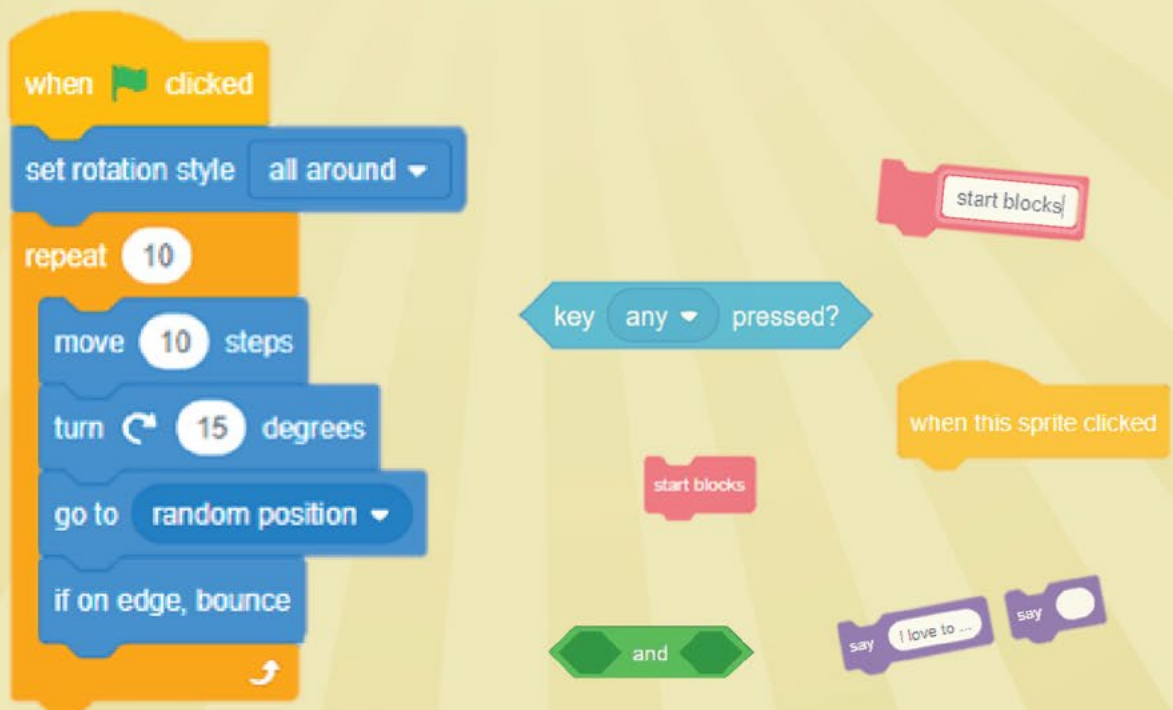 when clicked
set rotation style all around
repeat 10
move 10 steps
turn 15 degrees
go to random position
if on edge, bounce
start blocks
key any pressed?
when this sprite clicked
start blocks
and
say I love to ...
say